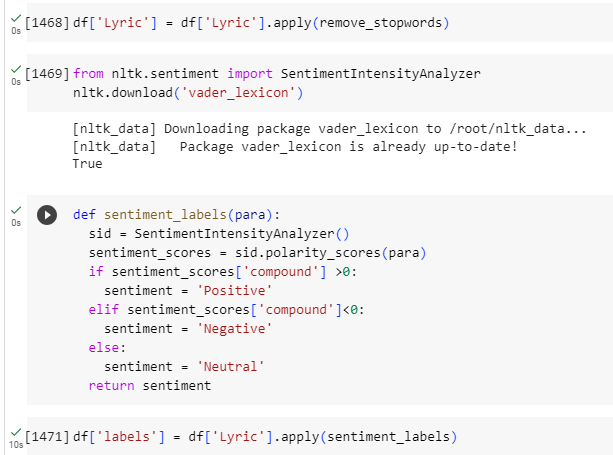 [1468] df['Lyric'] = df['Lyric'].apply(remove_stopwords)
0s
[1469] from nltk.sentiment import SentimentIntensityAnalyzer
0s
nltk.download('vader_lexicon')
[nltk_data] Downloading package vader_lexicon to /root/nltk_data...
[nltk_data]   Package vader_lexicon is already up-to-date!
True
def sentiment_labels(para):
0s
  sid = SentimentIntensityAnalyzer()
  sentiment_scores = sid.polarity_scores(para)
  if sentiment_scores['compound'] >0:
    sentiment = 'Positive'
  elif sentiment_scores['compound']<0:
    sentiment = 'Negative'
  else:
    sentiment = 'Neutral'
  return sentiment
[1471] df['labels'] = df['Lyric'].apply(sentiment_labels)
10s